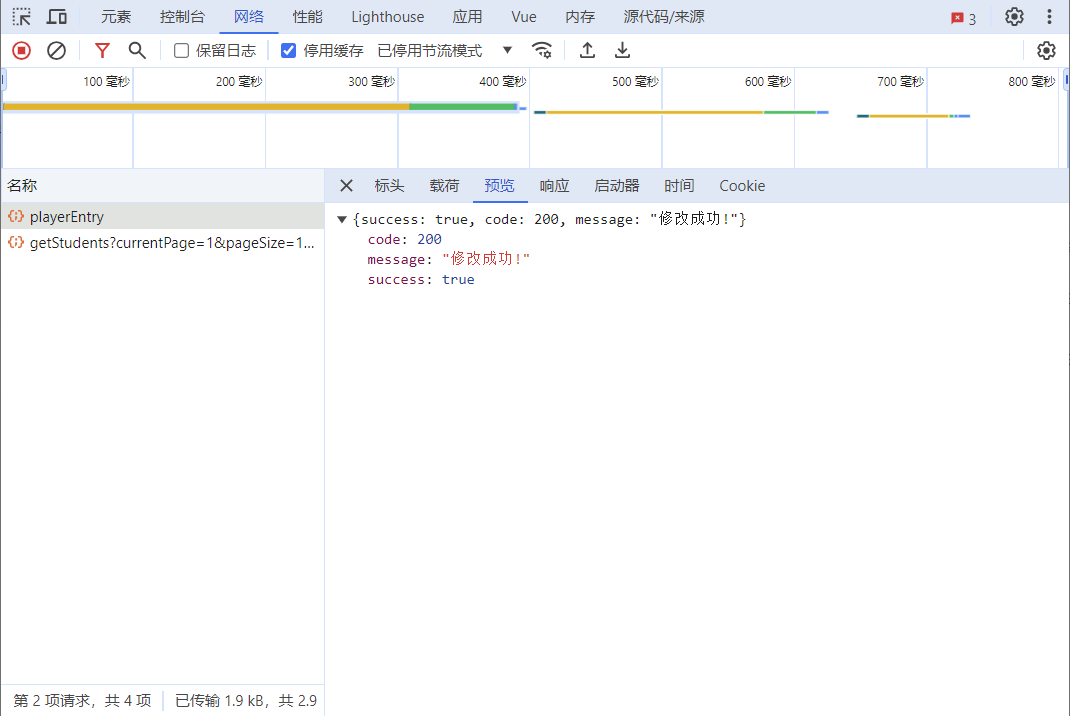 元素 控制台 网络 性能 Lighthouse 应用 Vue 内存 源代码/来源 3
保留日志 停用缓存 已停用节流模式
100 毫秒 200 毫秒 300 毫秒 400 毫秒 500 毫秒 600 毫秒 700 毫秒 800 毫秒
名称
标头 载荷 预览 响应 启动器 时间 Cookie
playerEntry
getStudents?currentPage=1&pageSize=1...
{success: true, code: 200, message: "修改成功!"}
code: 200
message: "修改成功!"
success: true
第 2 项请求，共 4 项 已传输 1.9 kB，共 2.9